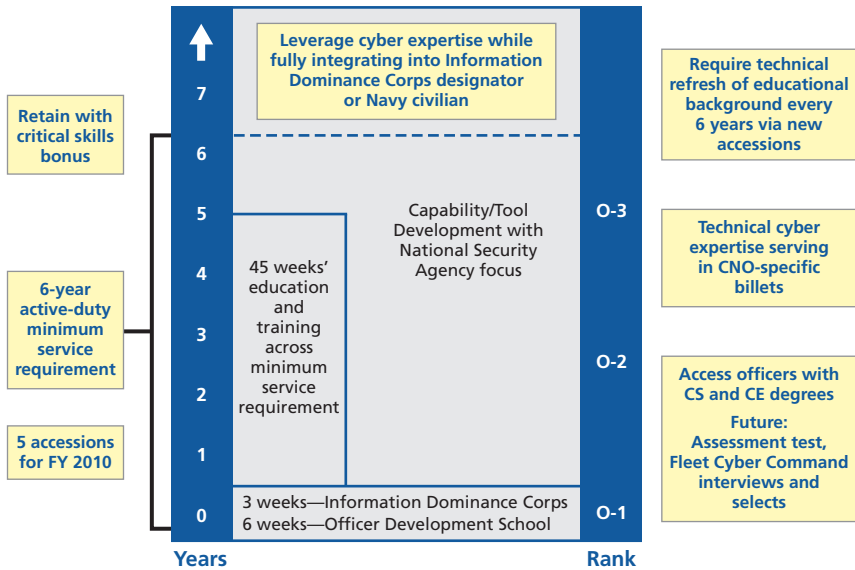 Retain with
critical skills
bonus
6-year
active-duty
minimum
service
requirement
5 accessions
for FY 2010
7
6
5
4
3
2
1
0
Years
Leverage cyber expertise while
fully integrating into Information
Dominance Corps designator
or Navy civilian
Capability/Tool
Development with
National Security
Agency focus
45 weeks’
education
and
training
across
minimum
service
requirement
3 weeks—Information Dominance Corps
6 weeks—Officer Development School
O-3
O-2
O-1
Rank
Require technical
refresh of educational
background every
6 years via new
accessions
Technical cyber
expertise serving
in CNO-specific
billets
Access officers with
CS and CE degrees
Future:
Assessment test,
Fleet Cyber Command
interviews and
selects